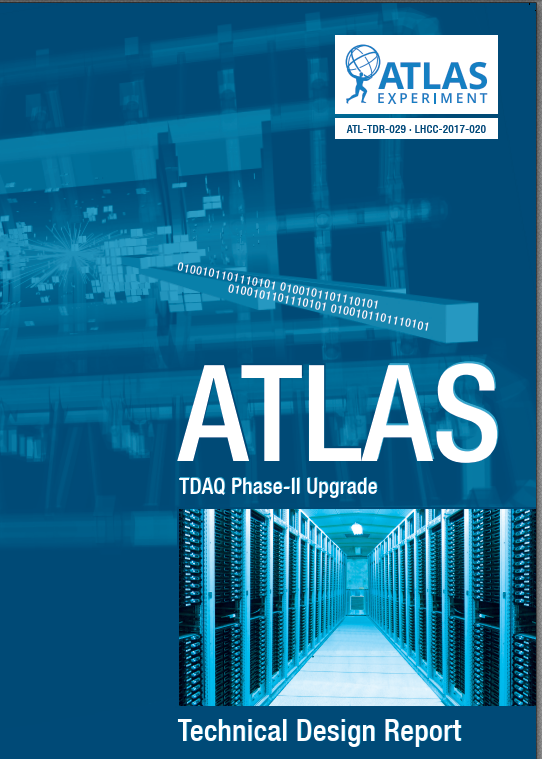 ATLAS
EXPERIMENT
ATL-TDR-029 · LHCC-2017-020
0100101101110101 0100101101110101
0100101101110101 0100101101110101
ATLAS
TDAQ Phase-II Upgrade
Technical Design Report